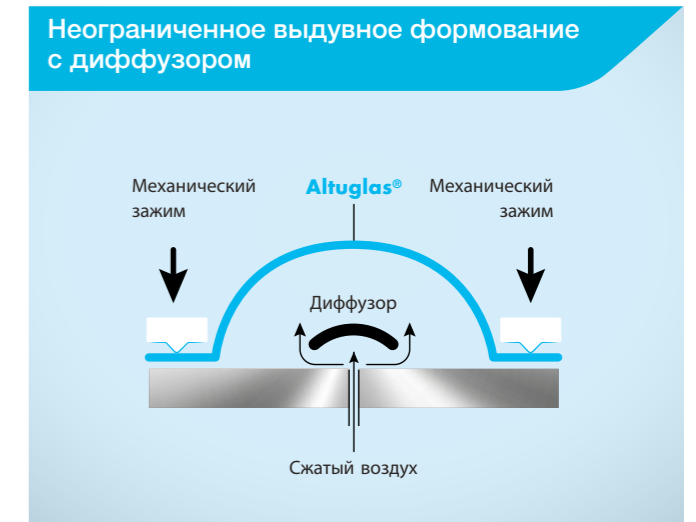 Неограниченное выдувное формование
с диффузором
Механический
зажим
Altuglas®
Механический
зажим
Диффузор
Сжатый воздух